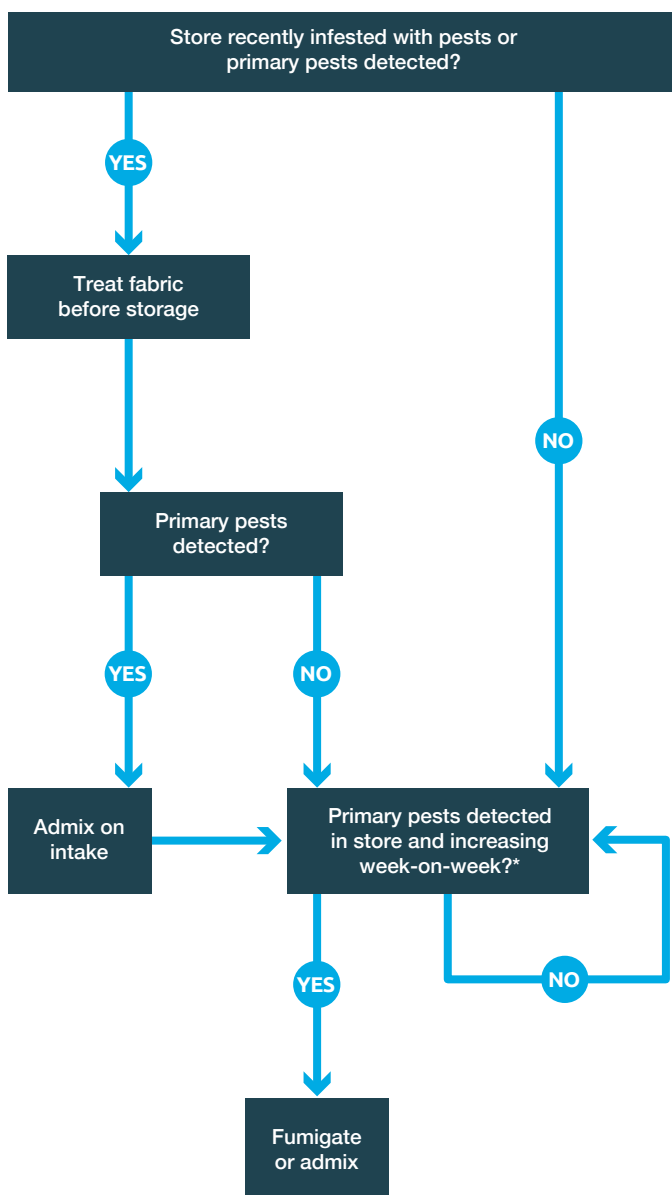 Store recently infested with pests or
primary pests detected?
YES
Treat fabric
before storage
NO
Primary pests
detected?
YES
NO
Admix on
intake
Primary pests detected
in store and increasing
week-on-week?*
YES
NO
Fumigate
or admix